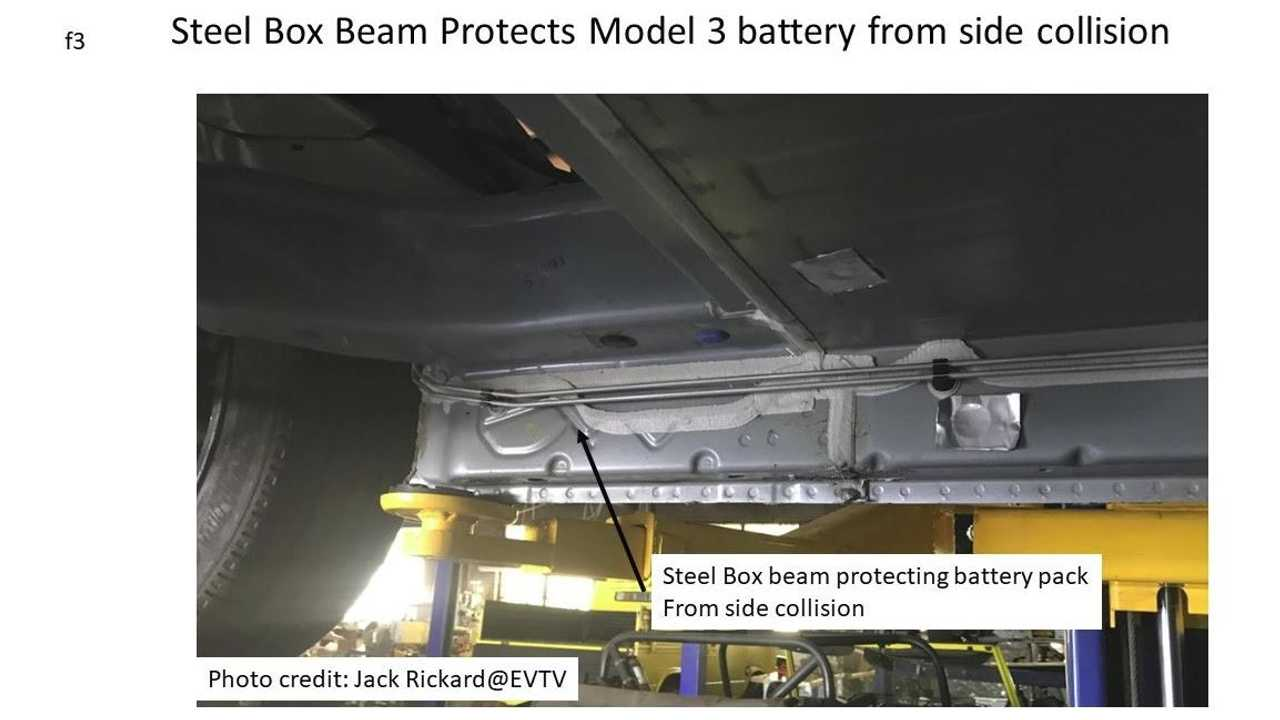 f3
Steel Box Beam Protects Model 3 battery from side collision
Steel Box beam protecting battery pack
From side collision
Photo credit: Jack Rickard@EVTV